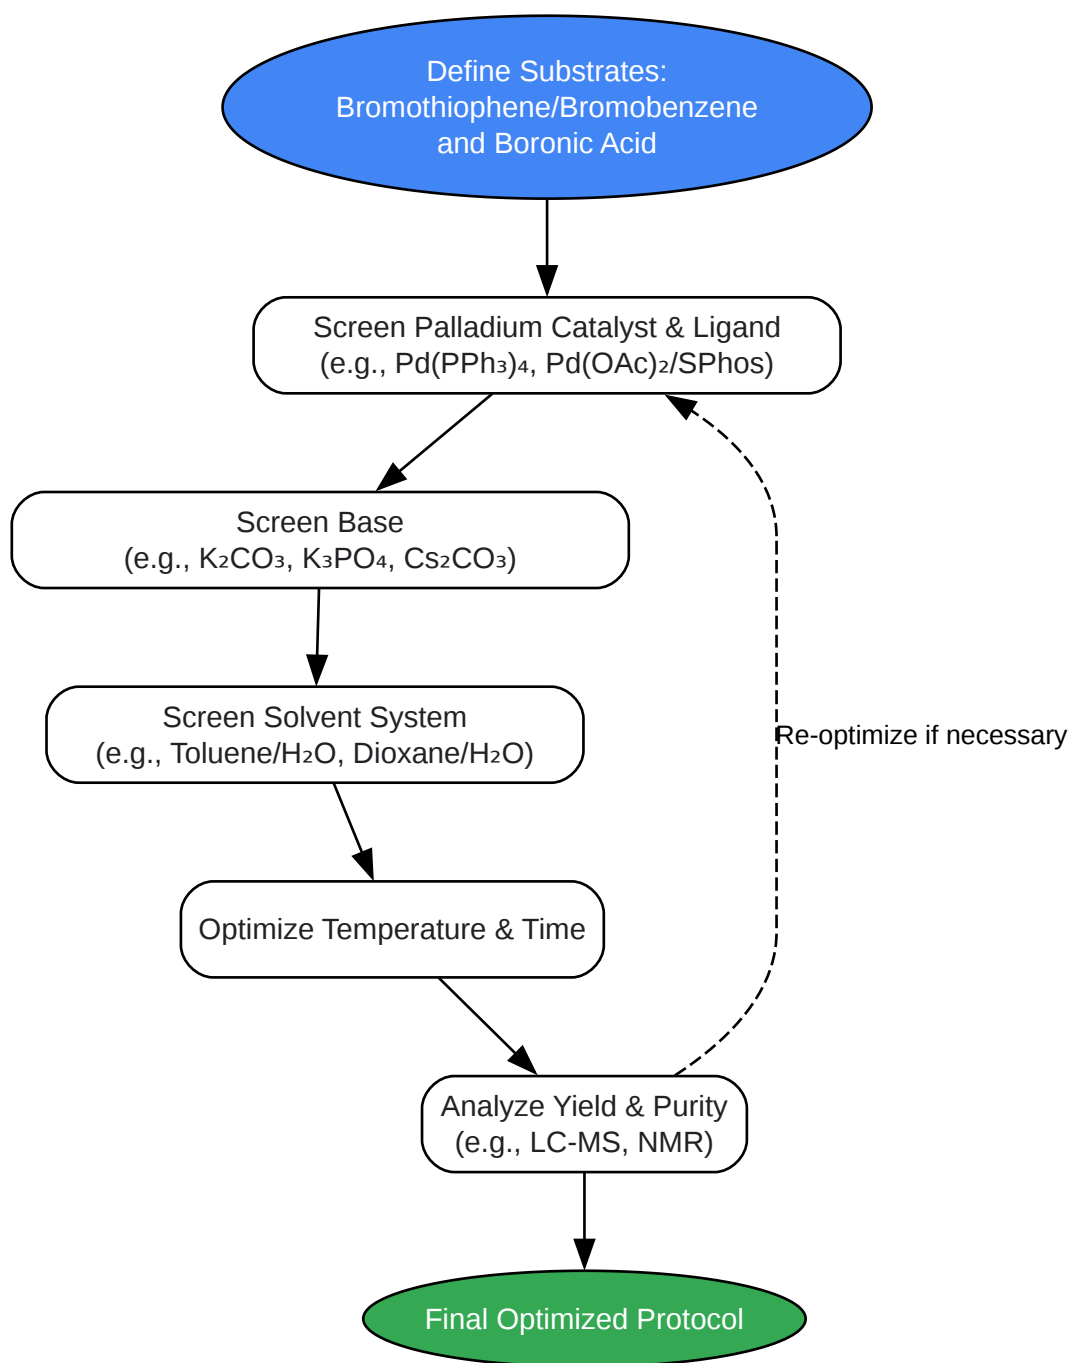 Define Substrates:
Bromothiophene/Bromobenzene
and Boronic Acid
Screen Palladium Catalyst & Ligand
(e.g., Pd(PPh₃)₄, Pd(OAc)₂/SPhos)
Screen Base
(e.g., K₂CO₃, K₃PO₄, Cs₂CO₃)
Screen Solvent System
(e.g., Toluene/H₂O, Dioxane/H₂O)
Re-optimize if necessary
Optimize Temperature & Time
Analyze Yield & Purity
(e.g., LC-MS, NMR)
Final Optimized Protocol